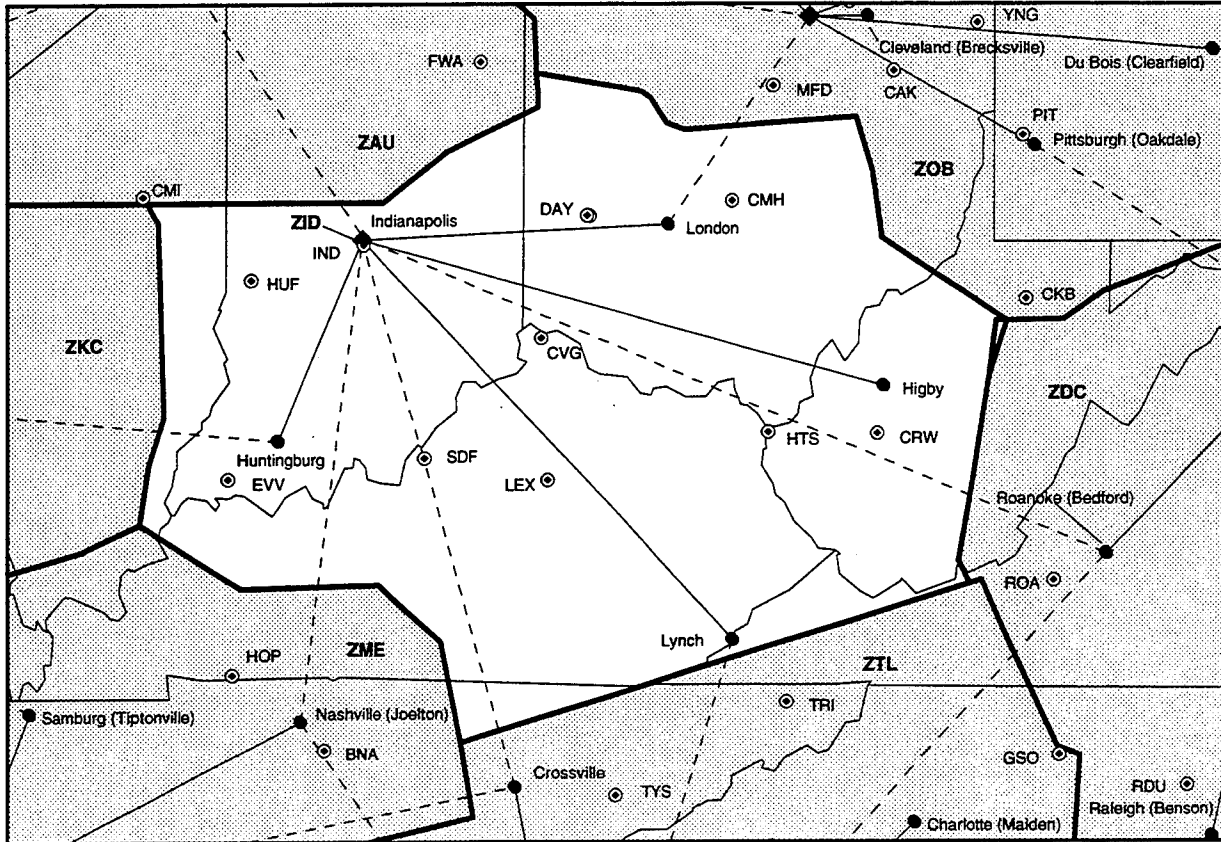 YNG
FWA
Cleveland (Brecksville)
Du Bois (Clearfield)
MFD
CAK
PIT
Pittsburgh (Oakdale)
ZAU
ZOB
CMI
CMH
DAY
ZID
Indianapolis
London
IND
HUF
CKB
ZKC
CVG
ZDC
Higby
HTS
CRW
Huntingburg
SDF
EVV
LEX
Roanoke (Bedford)
ROA
Lynch
ZME
ZTL
HOP
TRI
Samburg (Tiptonville)
Nashville (Joelton)
BNA
GSO
Crossville
TYS
RDU
Raleigh (Benson)
Charlotte (Maiden)